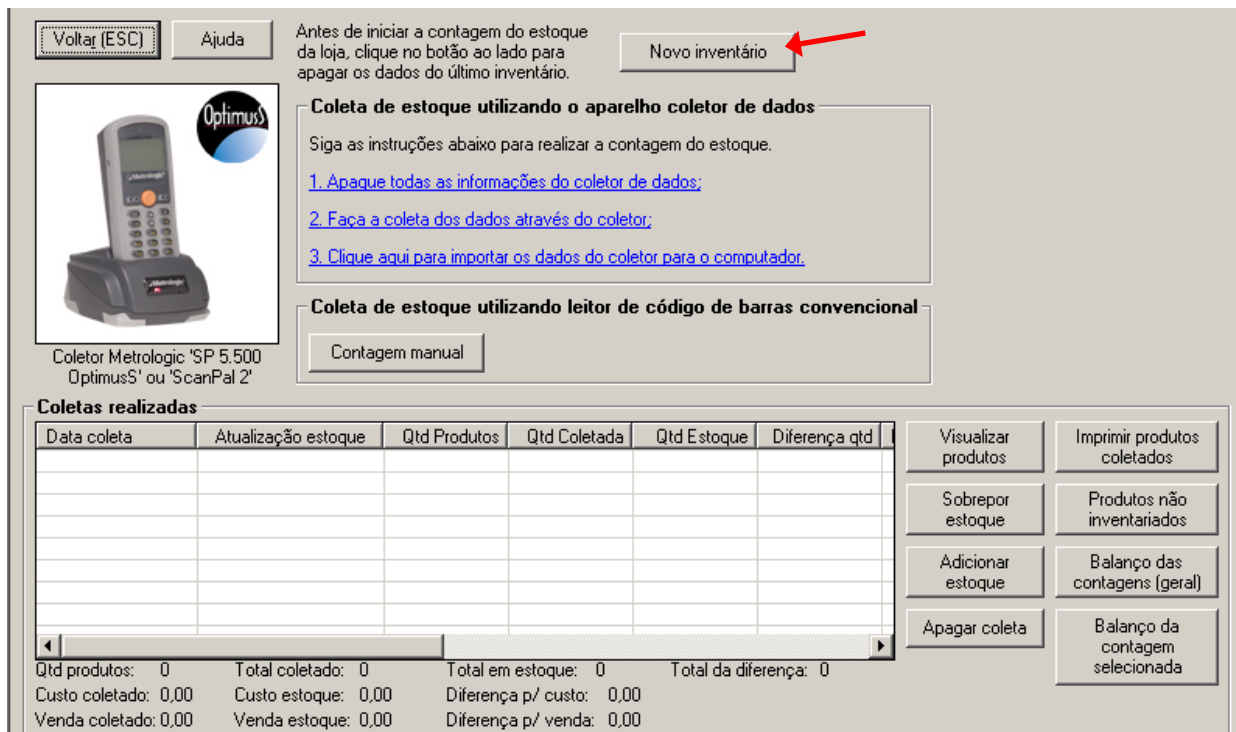 Voltar (ESC)
Ajuda
Antes de iniciar a contagem do estoque
da loja, clique no botão ao lado para
apagar os dados do último inventário.
Novo inventário
OptimusS
Metrologic
Coletor Metrologic 'SP 5.500
OptimusS' ou 'ScanPal 2'
Coleta de estoque utilizando o aparelho coletor de dados
Siga as instruções abaixo para realizar a contagem do estoque.
1. Apague todas as informações do coletor de dados;
2. Faça a coleta dos dados através do coletor;
3. Clique aqui para importar os dados do coletor para o computador.
Coleta de estoque utilizando leitor de código de barras convencional
Contagem manual
Coletas realizadas
Data coleta Atualização estoque Qtd Produtos Qtd Coletada Qtd Estoque Diferença qtd
Visualizar
produtos
Imprimir produtos
coletados
Sobrepor
estoque
Produtos não
inventariados
Adicionar
estoque
Balanço das
contagens (geral)
Apagar coleta
Balanço da
contagem
selecionada
Qtd produtos: 0 Total coletado: 0 Total em estoque: 0 Total da diferença: 0
Custo coletado: 0,00 Custo estoque: 0,00 Diferença p/ custo: 0,00
Venda coletado: 0,00 Venda estoque: 0,00 Diferença p/ venda: 0,00